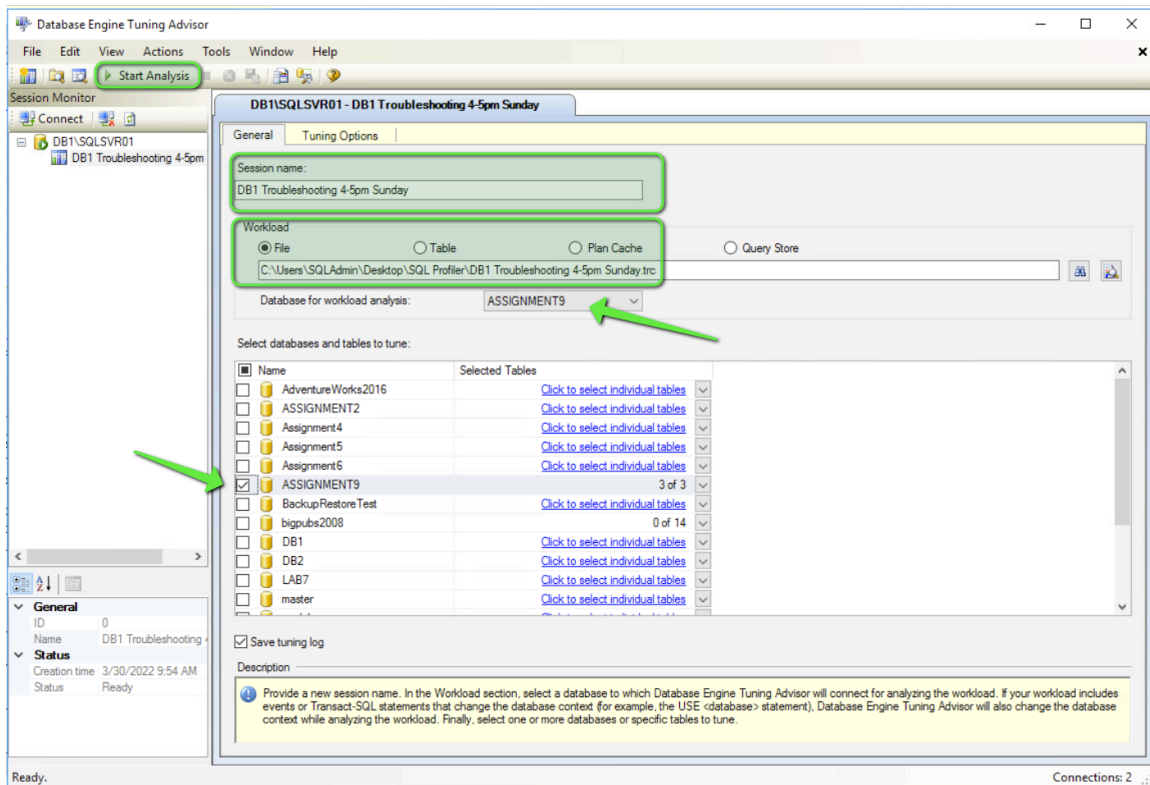 Database Engine Tuning Advisor
File Edit View Actions Tools Window Help
Start Analysis
Session Monitor
Connect
DB1\SQLSVR01
DB1 Troubleshooting 4-5pm
DB1\SQLSVR01 - DB1 Troubleshooting 4-5pm Sunday
General Tuning Options
Session name:
DB1 Troubleshooting 4-5pm Sunday
Workload
File Table Plan Cache Query Store
C:\Users\SQLAdmin\Desktop\SQL Profiler\DB1 Troubleshooting 4-5pm Sunday.trc
Database for workload analysis: ASSIGNMENT9
Select databases and tables to tune:
Name Selected Tables
AdventureWorks2016 Click to select individual tables
ASSIGNMENT2 Click to select individual tables
Assignment4 Click to select individual tables
Assignment5 Click to select individual tables
Assignment6 Click to select individual tables
ASSIGNMENT9 3 of 3
BackupRestoreTest Click to select individual tables
bigpubs2008 0 of 14
DB1 Click to select individual tables
DB2 Click to select individual tables
LAB7 Click to select individual tables
master Click to select individual tables
Save tuning log
General
ID 0
Name DB1 Troubleshooting
Status
Creation time 3/30/2022 9:54 AM
Status Ready
Description
Provide a new session name. In the Workload section, select a database to which Database Engine Tuning Advisor will connect for analyzing the workload. If your workload includes
events or Transact-SQL statements that change the database context (for example, the USE <database> statement), Database Engine Tuning Advisor will also change the database
context while analyzing the workload. Finally, select one or more databases or specific tables to tune.
Ready. Connections: 2